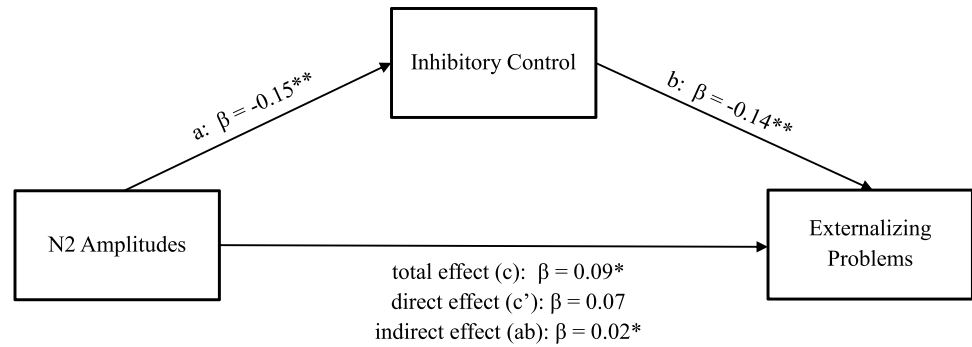 Inhibitory Control
a: β = -0.15**
b: β = -0.14**
N2 Amplitudes
Externalizing
Problems
total effect (c): β = 0.09*
direct effect (c’): β = 0.07
indirect effect (ab): β = 0.02*